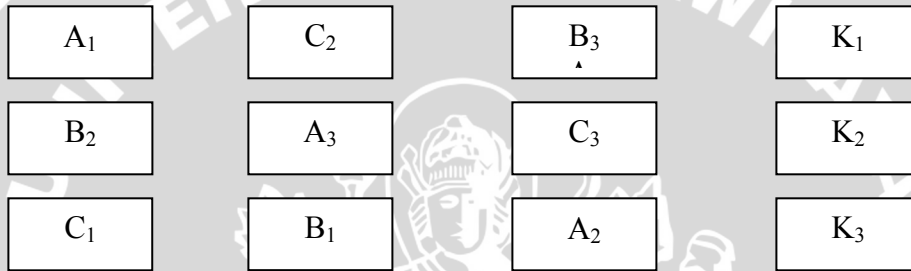 A₁ C₂ B₃ K₁
B₂ A₃ C₃ K₂
C₁ B₁ A₂ K₃